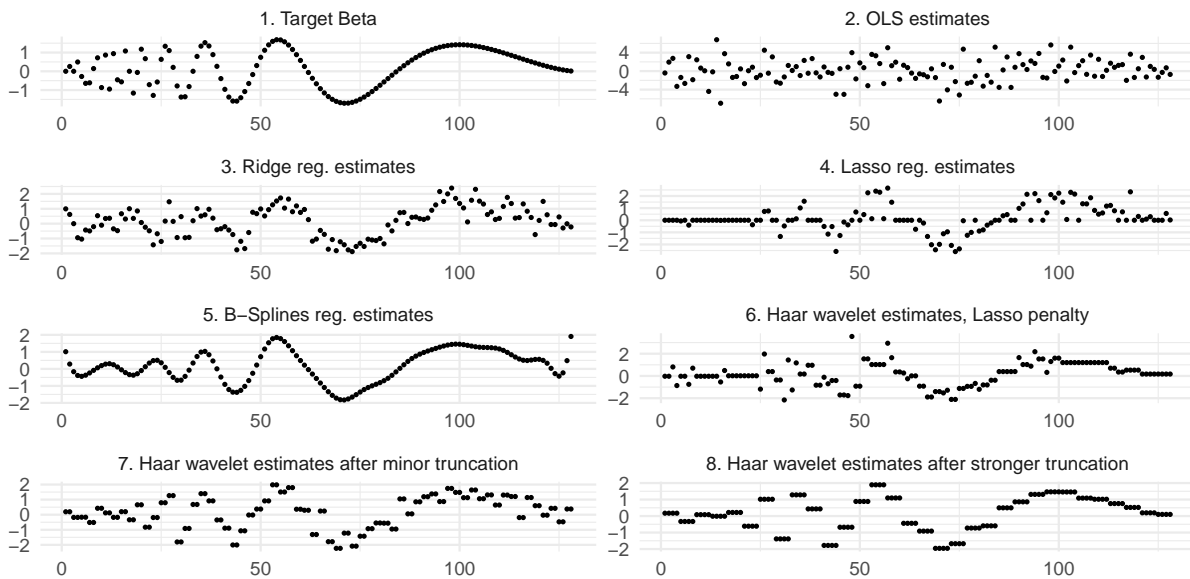 1. Target Beta
1
0
−1
0 50 100
2. OLS estimates
4
0
−4
0 50 100
3. Ridge reg. estimates
2
1
0
−1
−2
0 50 100
4. Lasso reg. estimates
2
1
0
−1
−2
0 50 100
5. B−Splines reg. estimates
2
1
0
−1
−2
0 50 100
6. Haar wavelet estimates, Lasso penalty
2
0
−2
0 50 100
7. Haar wavelet estimates after minor truncation
2
1
0
−1
−2
0 50 100
8. Haar wavelet estimates after stronger truncation
2
1
0
−1
−2
0 50 100